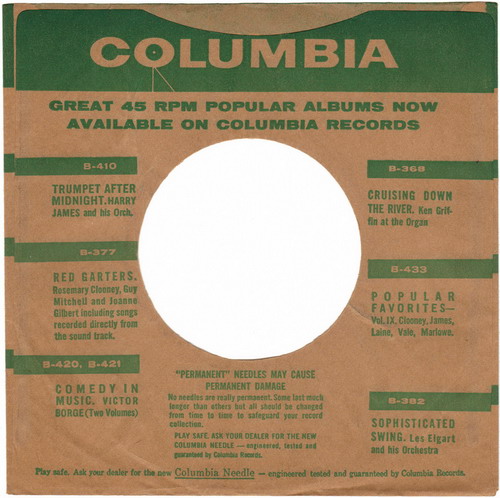 COLUMBIA
GREAT 45 RPM POPULAR ALBUMS NOW
AVAILABLE ON COLUMBIA RECORDS
B-410
TRUMPET AFTER
MIDNIGHT. HARRY
JAMES and his Orch.
B-377
RED GARTERS.
Rosemary Clooney, Guy
Mitchell and Joanne
Gilbert including songs
recorded directly from
the sound track.
B-420, B-421
COMEDY IN
MUSIC. VICTOR
BORGE (Two Volumes)
B-368
CRUISING DOWN
THE RIVER. Ken Grif-
fin at the Organ
B-433
POPULAR
FAVORITES—
Vol. IX. Clooney, James,
Laine, Vale, Marlowe.
B-382
SOPHISTICATED
SWING. Les Elgart
and his Orchestra
"PERMANENT" NEEDLES MAY CAUSE
PERMANENT DAMAGE
No needles are really permanent. Some last much
longer than others but all should be changed
from time to time to safeguard your record
collection.
PLAY SAFE. ASK YOUR DEALER FOR THE NEW
COLUMBIA NEEDLE — engineered, tested and
guaranteed by Columbia Records.
Play safe. Ask your dealer for the new Columbia Needle — engineered tested and guaranteed by Columbia Records.